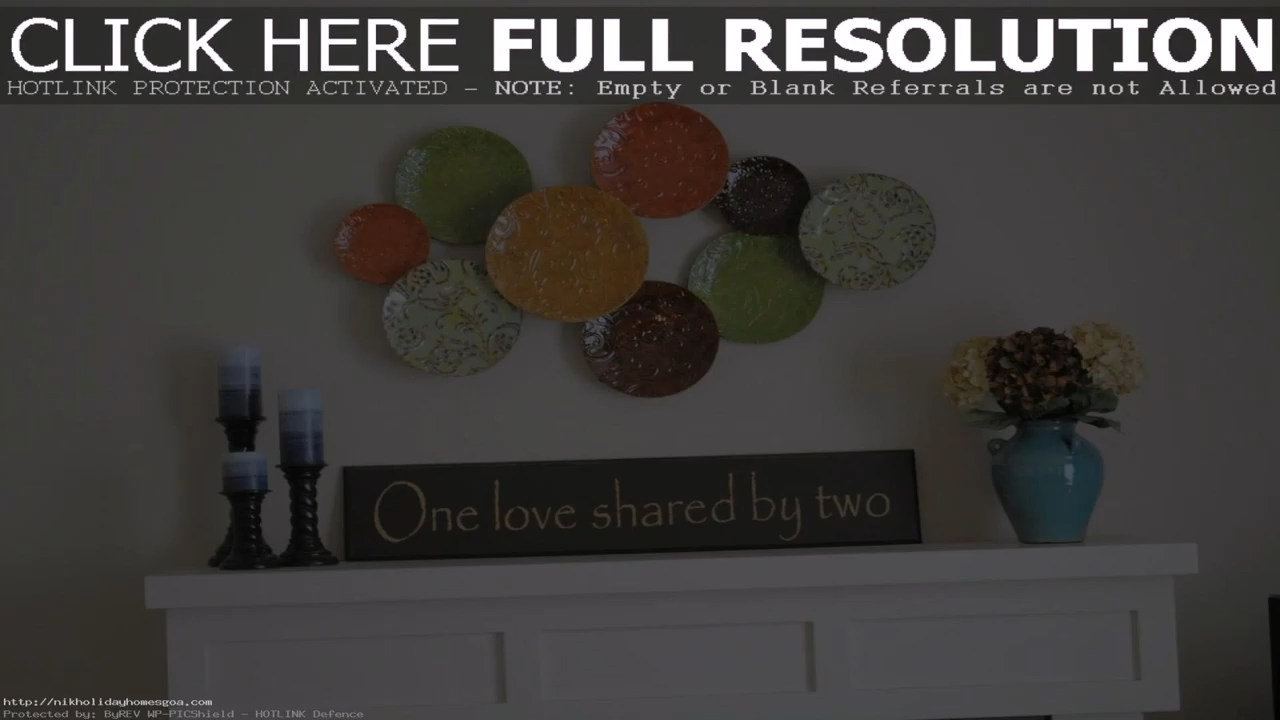 CLICK HERE FULL RESOLUTION
HOTLINK PROTECTION ACTIVATED - NOTE: Empty or Blank Referrals are not Allowed
One love shared by two
http://nikholidayhomesgoa.com
Protected by: ByREV WP-PICShield - HOTLINK Defence